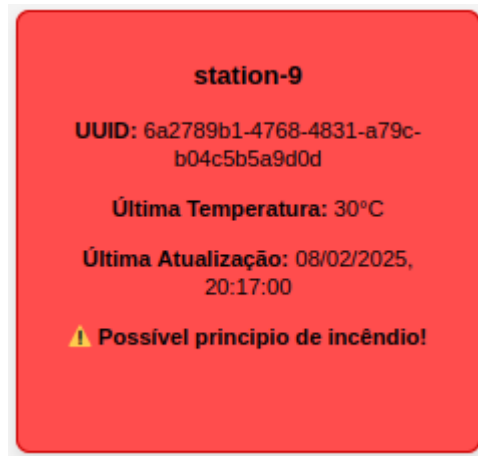 station-9
UUID: 6a2789b1-4768-4831-a79c-
b04c5b5a9d0d
Última Temperatura: 30°C
Última Atualização: 08/02/2025,
20:17:00
⚠️ Possível principio de incêndio!